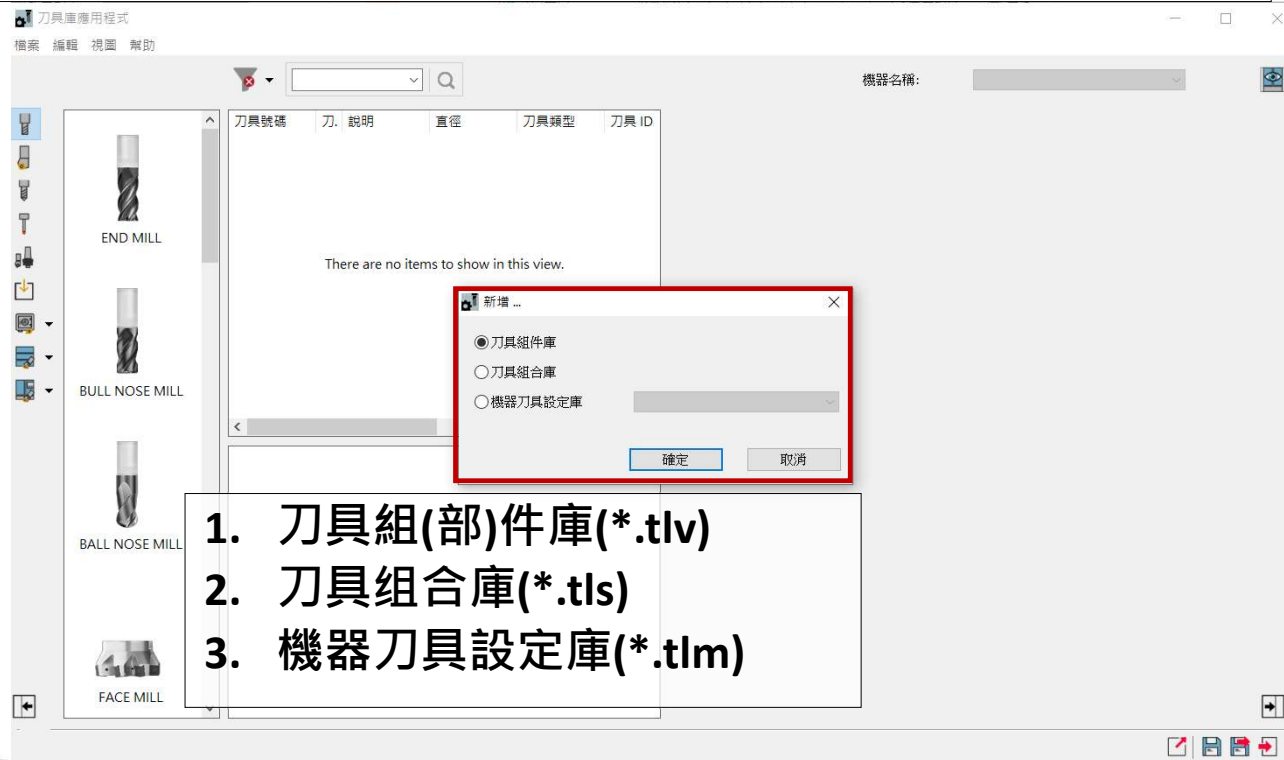 刀具庫應用程式
檔案 編輯 視圖 幫助
機器名稱:
刀具號碼 刀. 說明 直徑 刀具類型 刀具 ID
END MILL
There are no items to show in this view.
新增 ...
刀具組件庫
刀具組合庫
機器刀具設定庫
BULL NOSE MILL
確定 取消
1. 刀具組(部)件庫(*.tlv)
BALL NOSE MILL
2. 刀具组合庫(*.tls)
3. 機器刀具設定庫(*.tlm)
FACE MILL